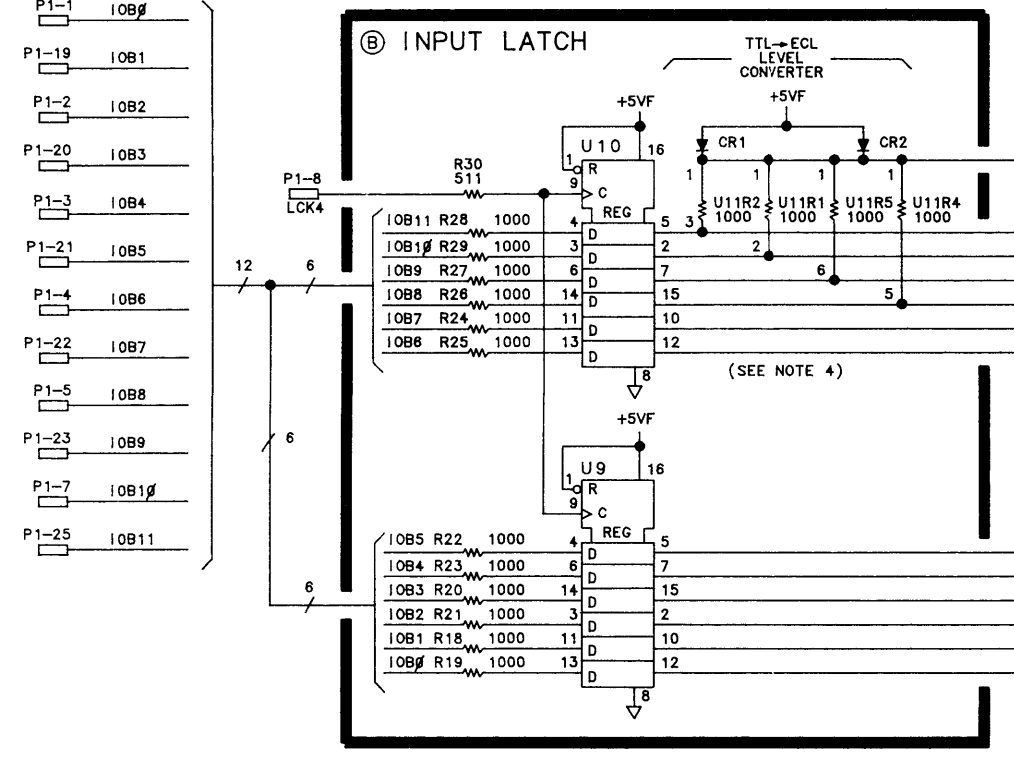 P1-1 IOBØ
P1-19 IOB1
P1-2 IOB2
P1-20 IOB3
P1-3 IOB4
P1-21 IOB5
P1-4 IOB6
P1-22 IOB7
P1-5 IOB8
P1-23 IOB9
P1-7 IOB1Ø
P1-25 IOB11
12
6
6
6
B INPUT LATCH
TTL→ECL
LEVEL
CONVERTER
+5VF
+5VF
CR1
CR2
P1-8
LCK4
R30
511
U10
16
1
R
9
C
REG
IOB11 R28 1000 4 D 5
IOB1Ø R29 1000 3 D 2
IOB9 R27 1000 6 D 7
IOB8 R26 1000 14 D 15
IOB7 R24 1000 11 D 10
IOB6 R25 1000 13 D 12
8
1 1 1 1
U11R2
1000
U11R1
1000
U11R5
1000
U11R4
1000
3
2
6
5
(SEE NOTE 4)
+5VF
U9
16
1
R
9
C
REG
IOB5 R22 1000 4 D 5
IOB4 R23 1000 6 D 7
IOB3 R20 1000 14 D 15
IOB2 R21 1000 3 D 2
IOB1 R18 1000 11 D 10
IOBØ R19 1000 13 D 12
8